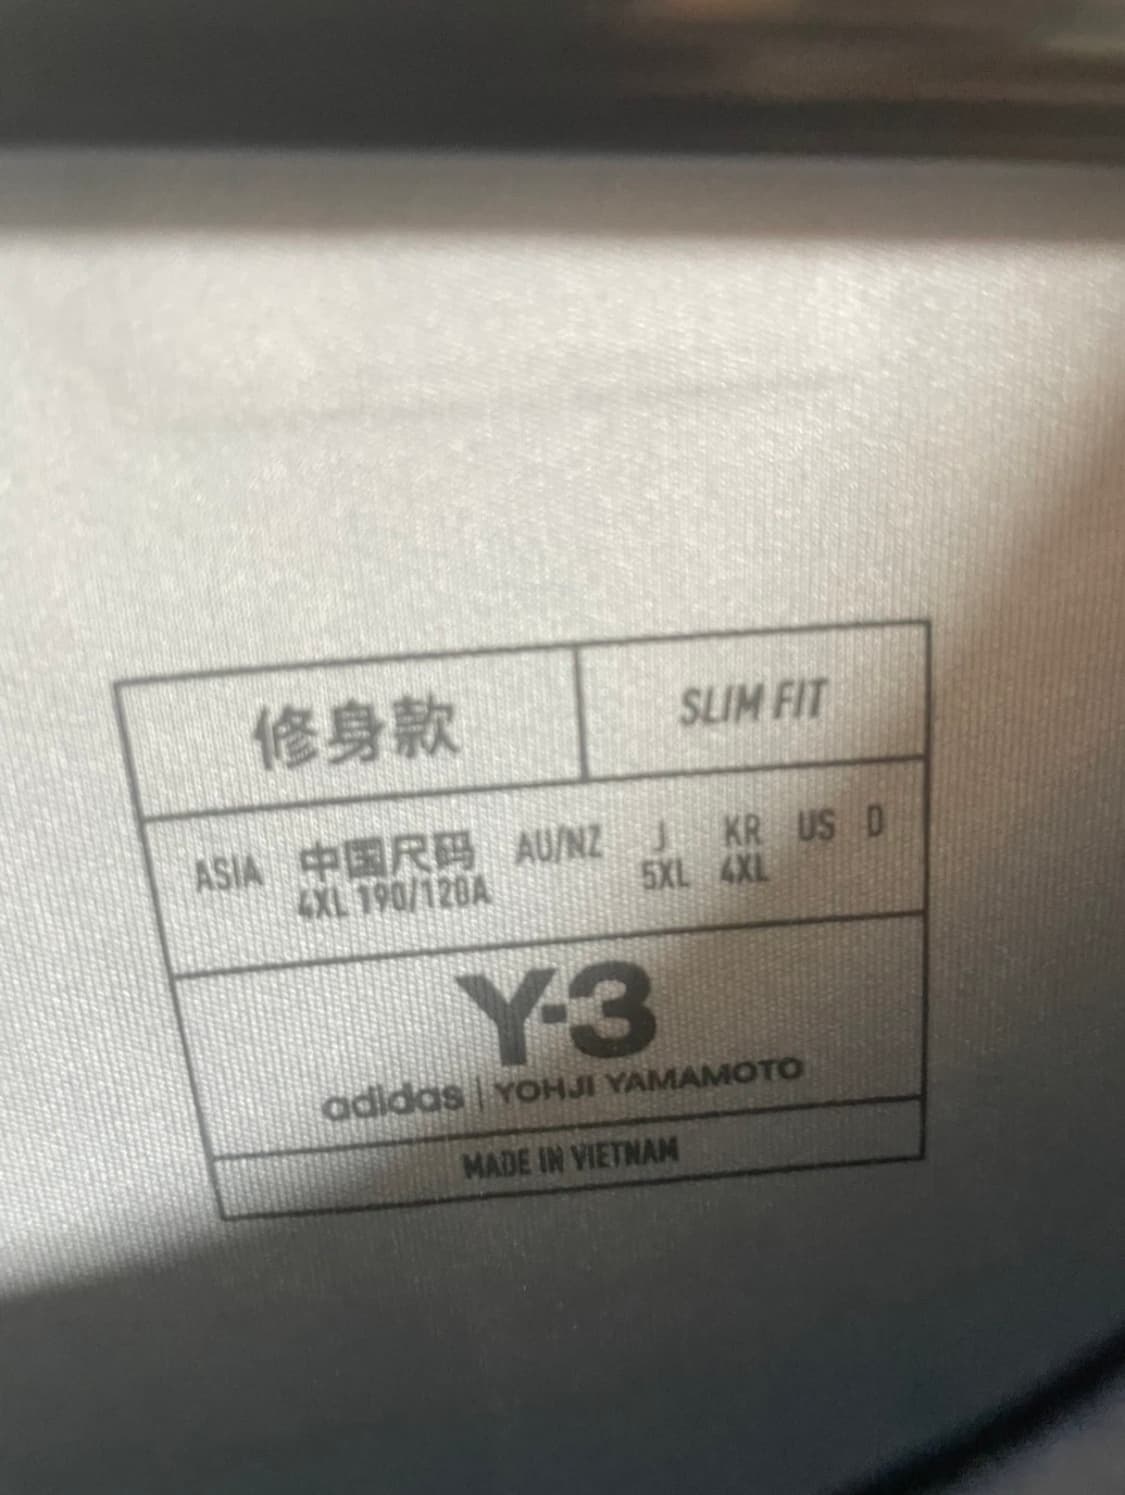 修身款 SLIM FIT
ASIA 中国尺码 AU/NZ J KR US D
4XL 190/120A 5XL 4XL
Y-3
adidas | YOHJI YAMAMOTO
MADE IN VIETNAM